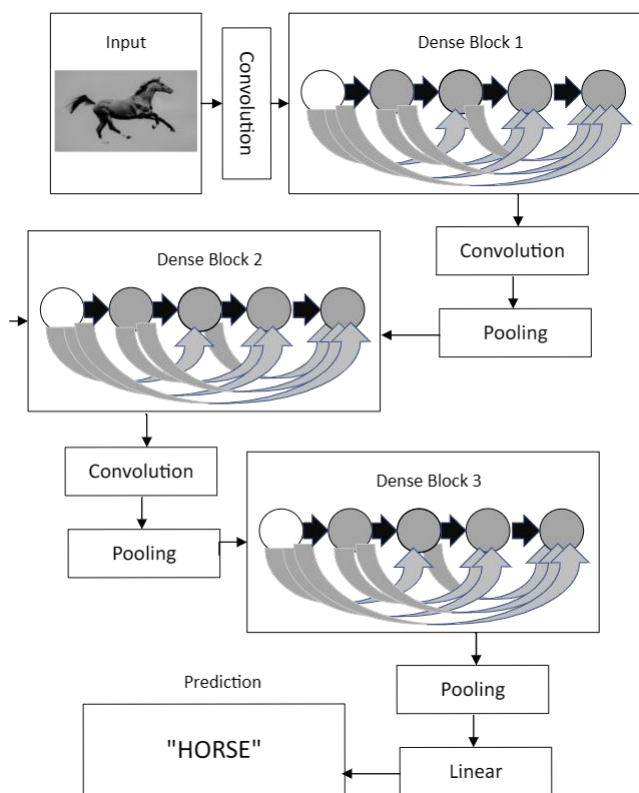 Input
Convolution
Dense Block 1
Convolution
Pooling
Dense Block 2
Convolution
Pooling
Dense Block 3
Pooling
Linear
Prediction
"HORSE"